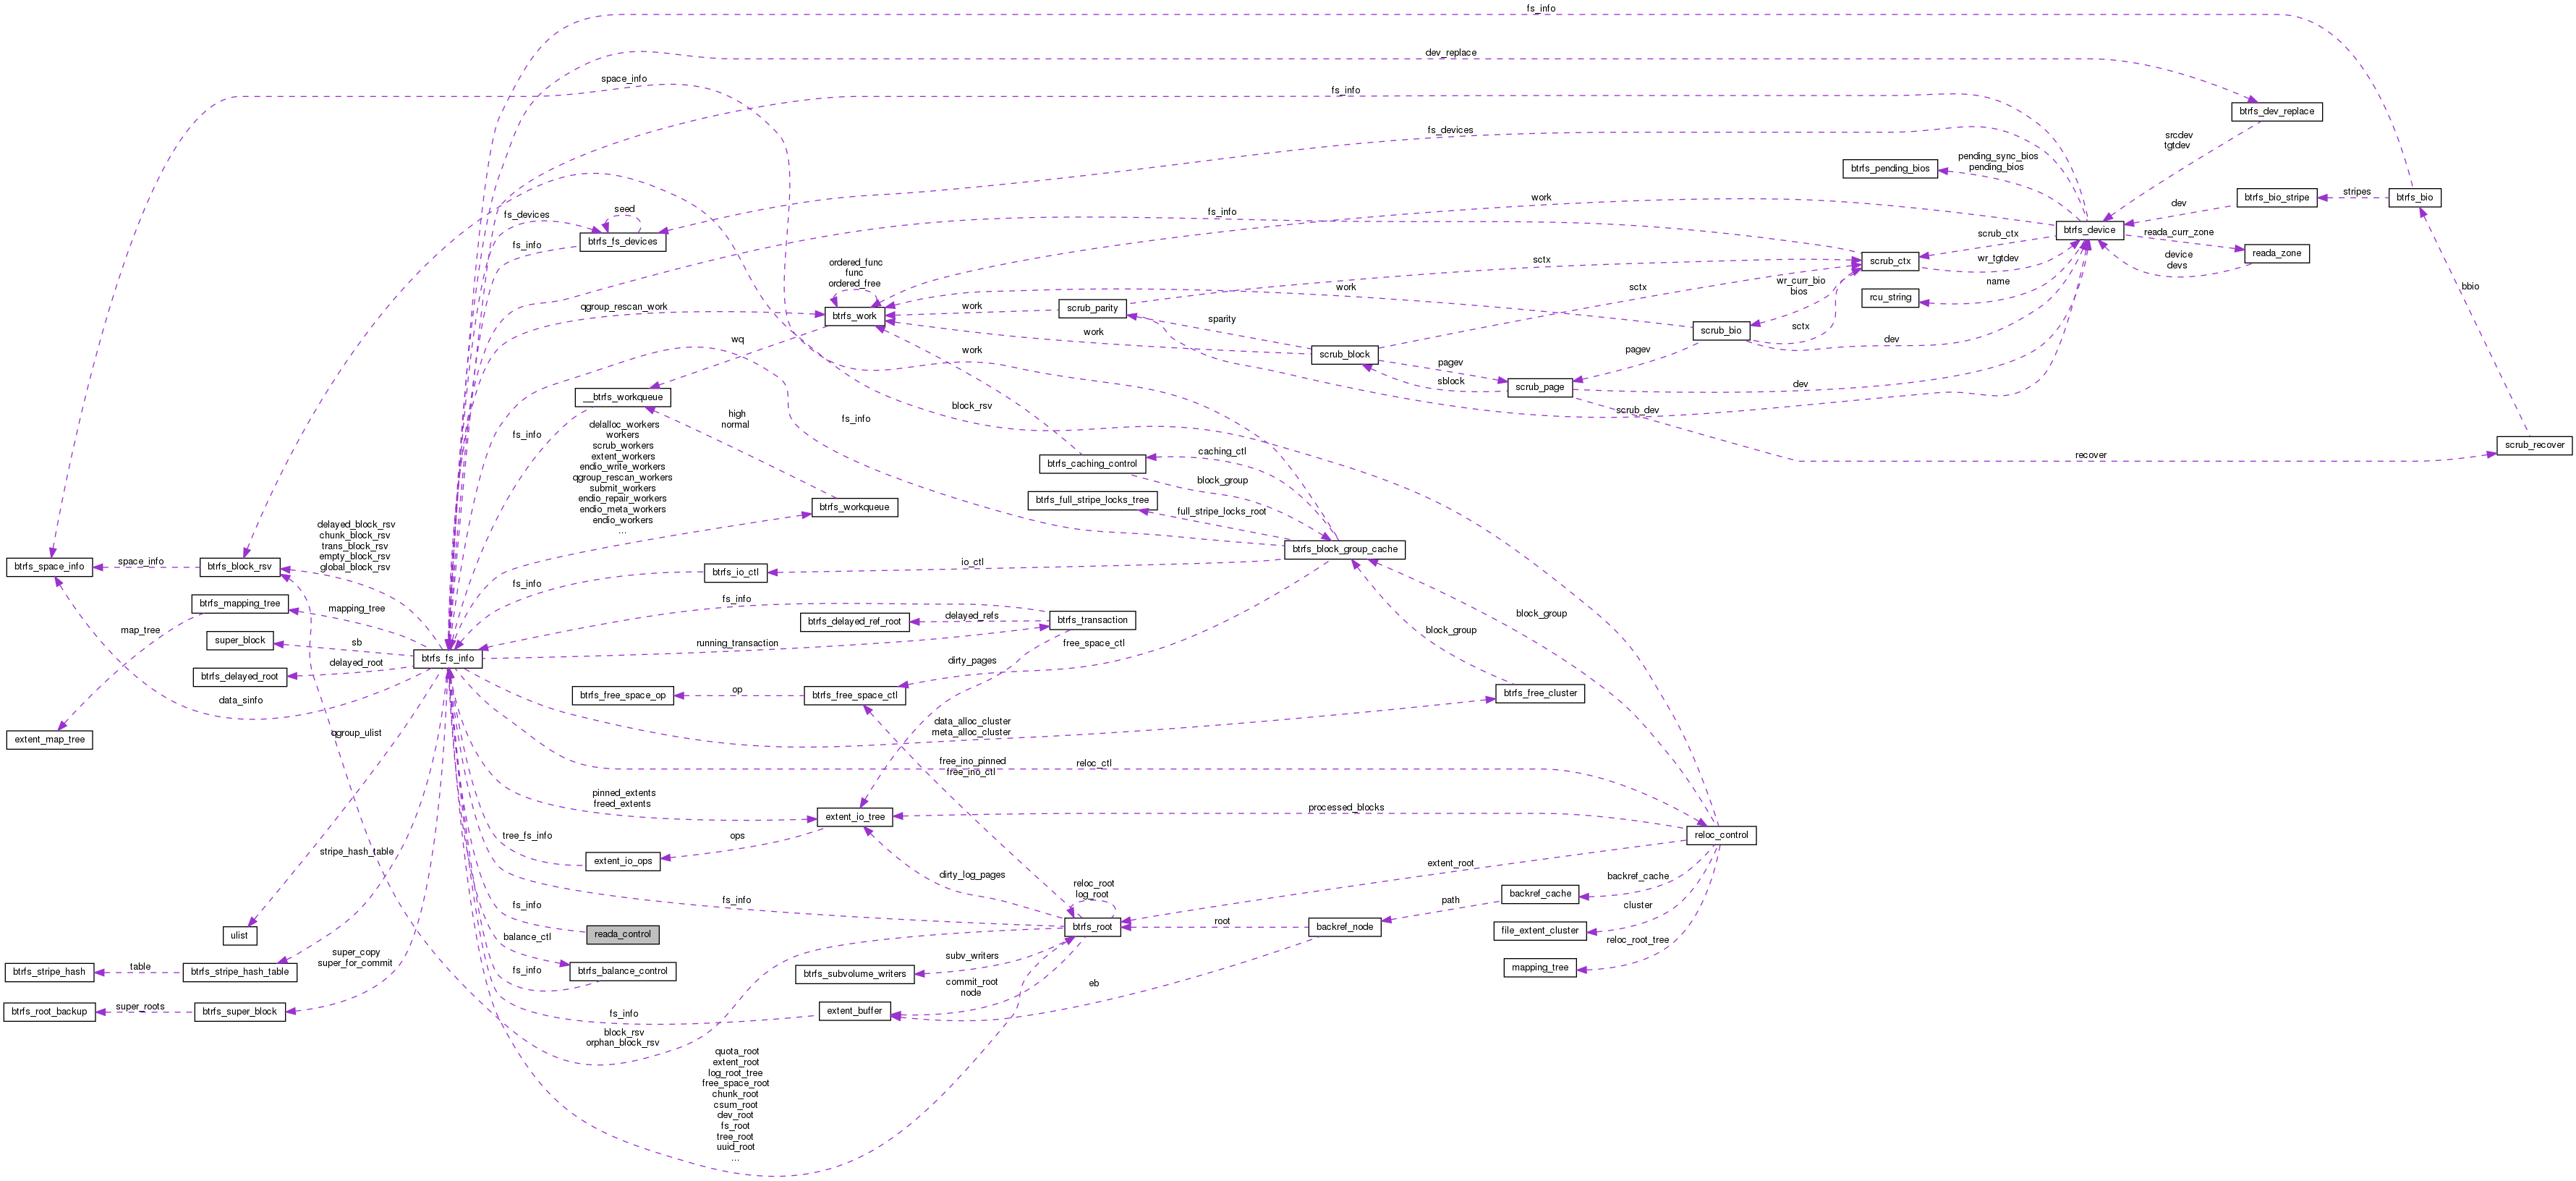 fs_info
dev_replace
space_info
fs_info
btrfs_dev_replace
fs_devices
srcdev
tgtdev
pending_sync_bios
pending_bios
btrfs_pending_bios
stripes
btrfs_bio_stripe
btrfs_bio
work
dev
seed
fs_devices
fs_info
btrfs_device
reada_curr_zone
scrub_ctx
btrfs_fs_devices
fs_info
reada_zone
device
devs
wr_tgtdev
scrub_ctx
sctx
ordered_func
func
ordered_free
wr_curr_bio
bios
name
rcu_string
sctx
work
bbio
qgroup_rescan_work
btrfs_work
work
scrub_parity
sparity
scrub_bio
sctx
work
wq
dev
work
scrub_block
pagev
pagev
sblock
scrub_page
dev
__btrfs_workqueue
block_rsv
scrub_dev
high
normal
fs_info
fs_info
delalloc_workers
workers
scrub_workers
extent_workers
endio_write_workers
qgroup_rescan_workers
submit_workers
endio_repair_workers
endio_meta_workers
endio_workers
...
scrub_recover
caching_ctl
recover
btrfs_caching_control
block_group
btrfs_full_stripe_locks_tree
btrfs_workqueue
full_stripe_locks_root
delayed_block_rsv
chunk_block_rsv
trans_block_rsv
empty_block_rsv
global_block_rsv
btrfs_block_group_cache
btrfs_space_info
space_info
btrfs_block_rsv
io_ctl
btrfs_io_ctl
fs_info
btrfs_mapping_tree
mapping_tree
fs_info
delayed_refs
btrfs_delayed_ref_root
btrfs_transaction
block_group
block_group
map_tree
super_block
sb
running_transaction
free_space_ctl
btrfs_fs_info
delayed_root
btrfs_delayed_root
dirty_pages
btrfs_free_space_op
op
btrfs_free_space_ctl
btrfs_free_cluster
data_sinfo
data_alloc_cluster
meta_alloc_cluster
extent_map_tree
qgroup_ulist
free_ino_pinned
free_ino_ctl
reloc_ctl
pinned_extents
freed_extents
processed_blocks
extent_io_tree
reloc_control
tree_fs_info
ops
stripe_hash_table
extent_io_ops
extent_root
dirty_log_pages
reloc_root
log_root
backref_cache
backref_cache
path
cluster
fs_info
fs_info
root
btrfs_root
backref_node
file_extent_cluster
ulist
reada_control
balance_ctl
reloc_root_tree
super_copy
super_for_commit
subv_writers
mapping_tree
btrfs_stripe_hash
table
btrfs_stripe_hash_table
fs_info
btrfs_balance_control
btrfs_subvolume_writers
commit_root
node
eb
btrfs_root_backup
super_roots
btrfs_super_block
fs_info
extent_buffer
block_rsv
orphan_block_rsv
quota_root
extent_root
log_root_tree
free_space_root
chunk_root
csum_root
dev_root
fs_root
tree_root
uuid_root
...